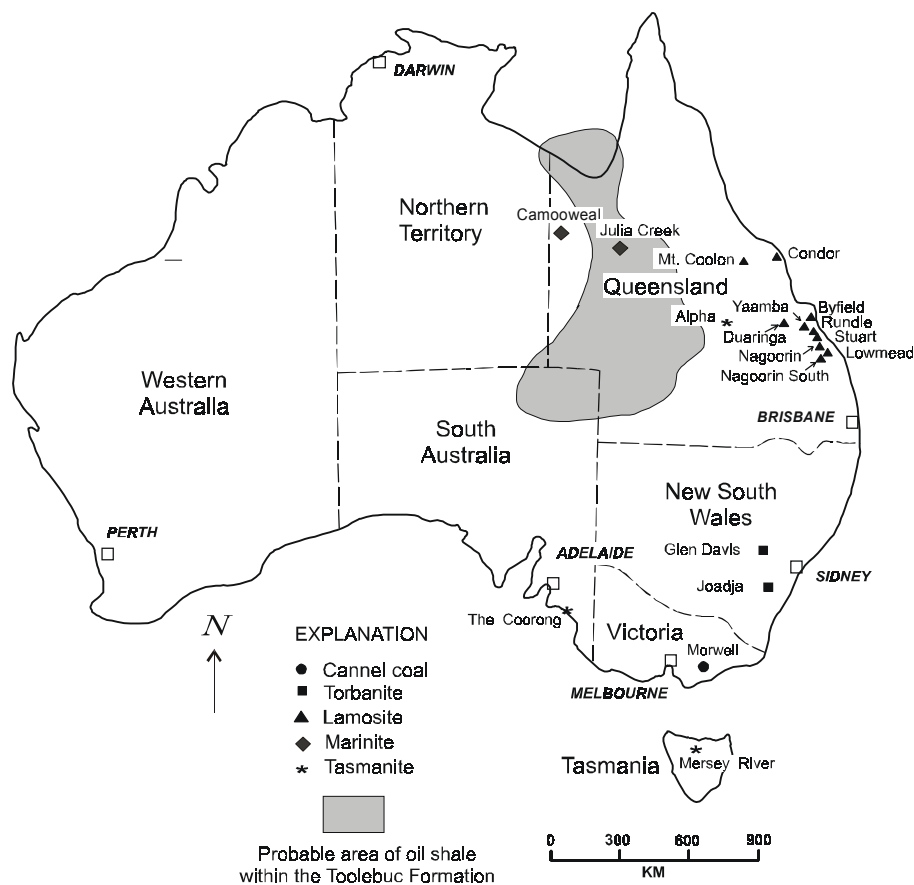 DARWIN
Northern
Territory
Camooweal
Julia Creek
Mt. Coolon
Condor
Queensland
Yaamba
Byfield
Alpha
Rundle
Duaringa
Stuart
Nagoorin
Lowmead
Nagoorin South
Western
Australia
South
Australia
BRISBANE
New South
Wales
PERTH
ADELAIDE
Glen Davis
SIDNEY
Joadja
The Coorong
Victoria
Morwell
MELBOURNE
N
EXPLANATION
Cannel coal
Torbanite
Lamosite
Marinite
Tasmanite
Tasmania
Mersey River
Probable area of oil shale
within the Toolebuc Formation
0 300 600 900
KM